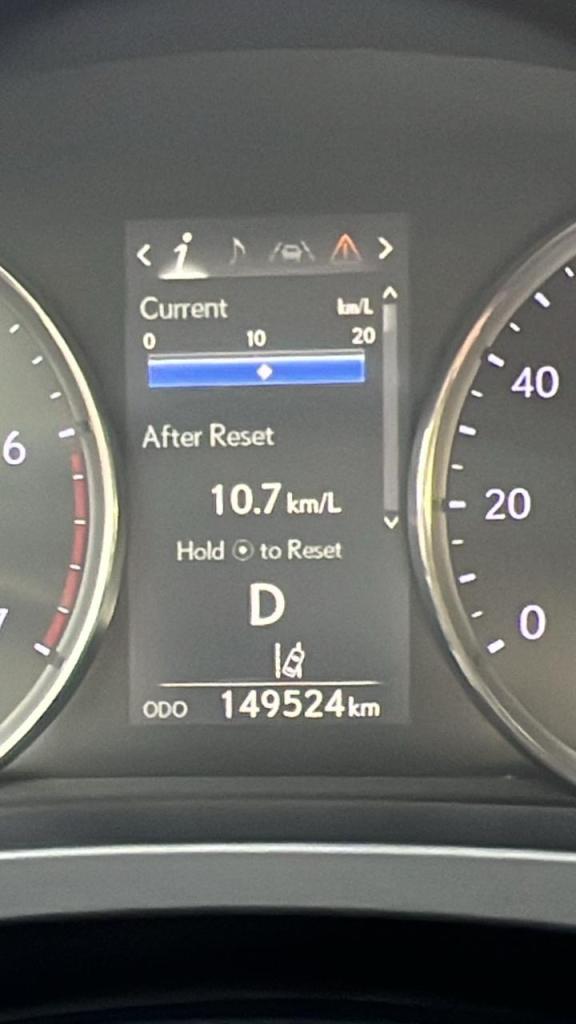 Current km/L
0 10 20
After Reset
10.7 km/L
Hold to Reset
D
ODO 149524 km
6
7
40
20
0